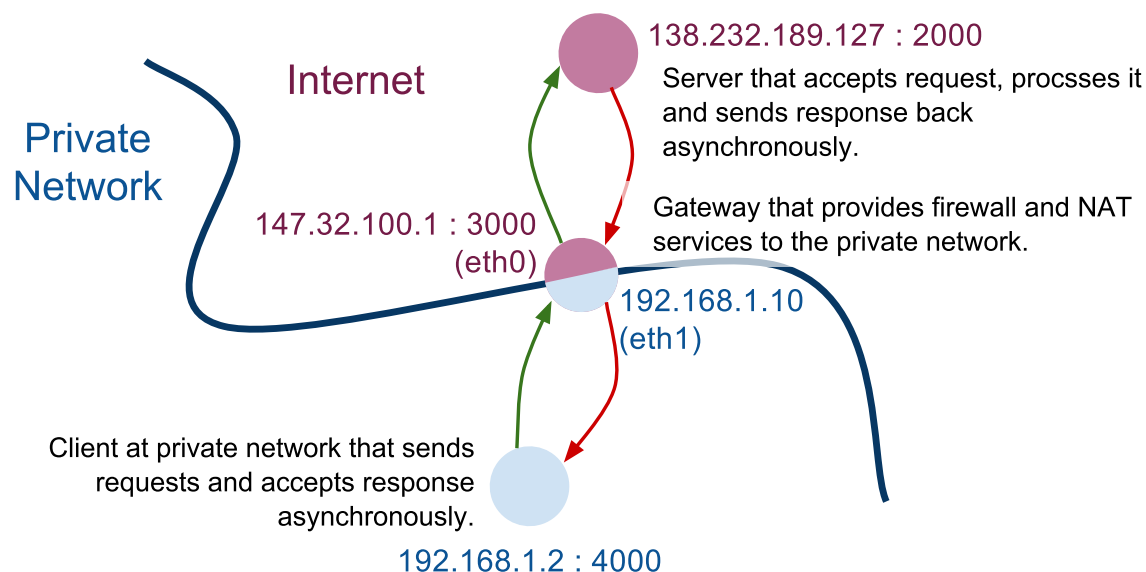 138.232.189.127 : 2000
Internet
Server that accepts request, procsses it
and sends response back
asynchronously.
Private
Network
147.32.100.1 : 3000
(eth0)
Gateway that provides firewall and NAT
services to the private network.
192.168.1.10
(eth1)
Client at private network that sends
requests and accepts response
asynchronously.
192.168.1.2 : 4000